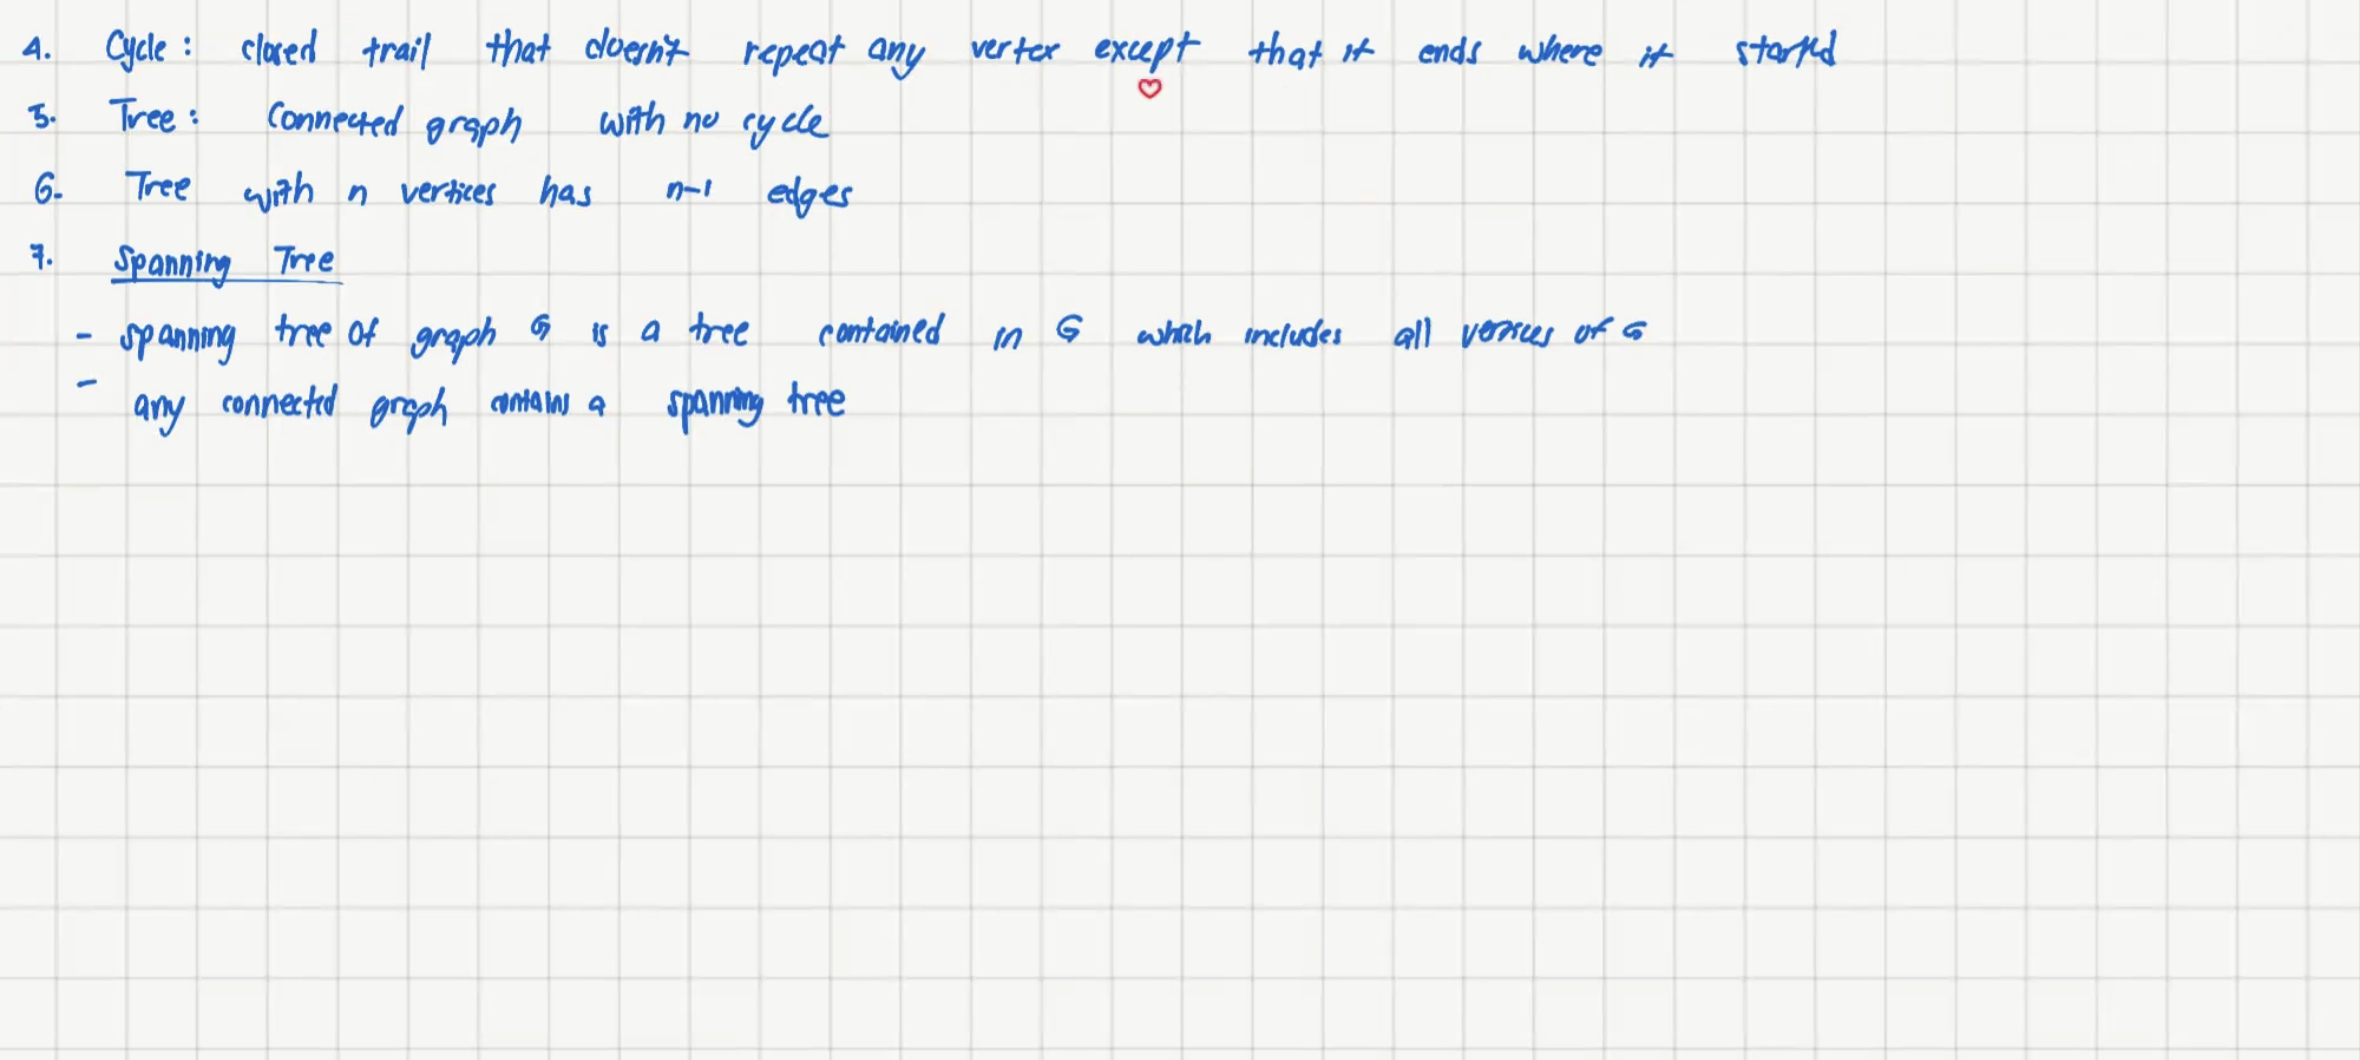 4. Cycle: closed trail that doesn't repeat any vertex except that it ends where it started
5. Tree: Connected graph with no cycle
6. Tree with n vertices has n-1 edges
7. Spanning Tree
- spanning tree of graph G is a tree contained in G which includes all vertices of G
- any connected graph contains a spanning tree